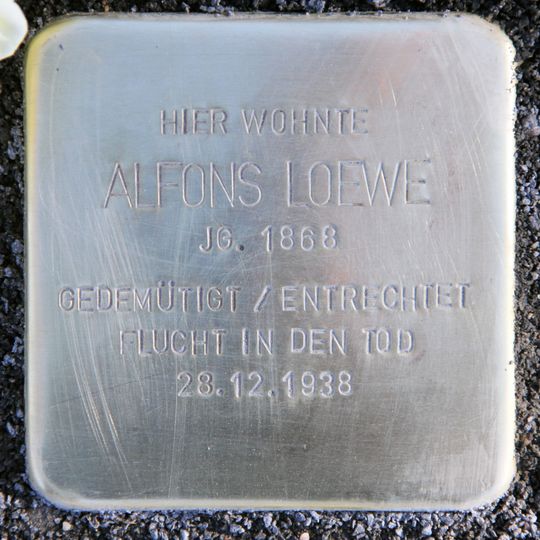 HIER WOHNTE
ALFONS LOEWE
JG. 1868
GEDEMÜTIGT / ENTRECHTET
FLUCHT IN DEN TOD
28.12.1938